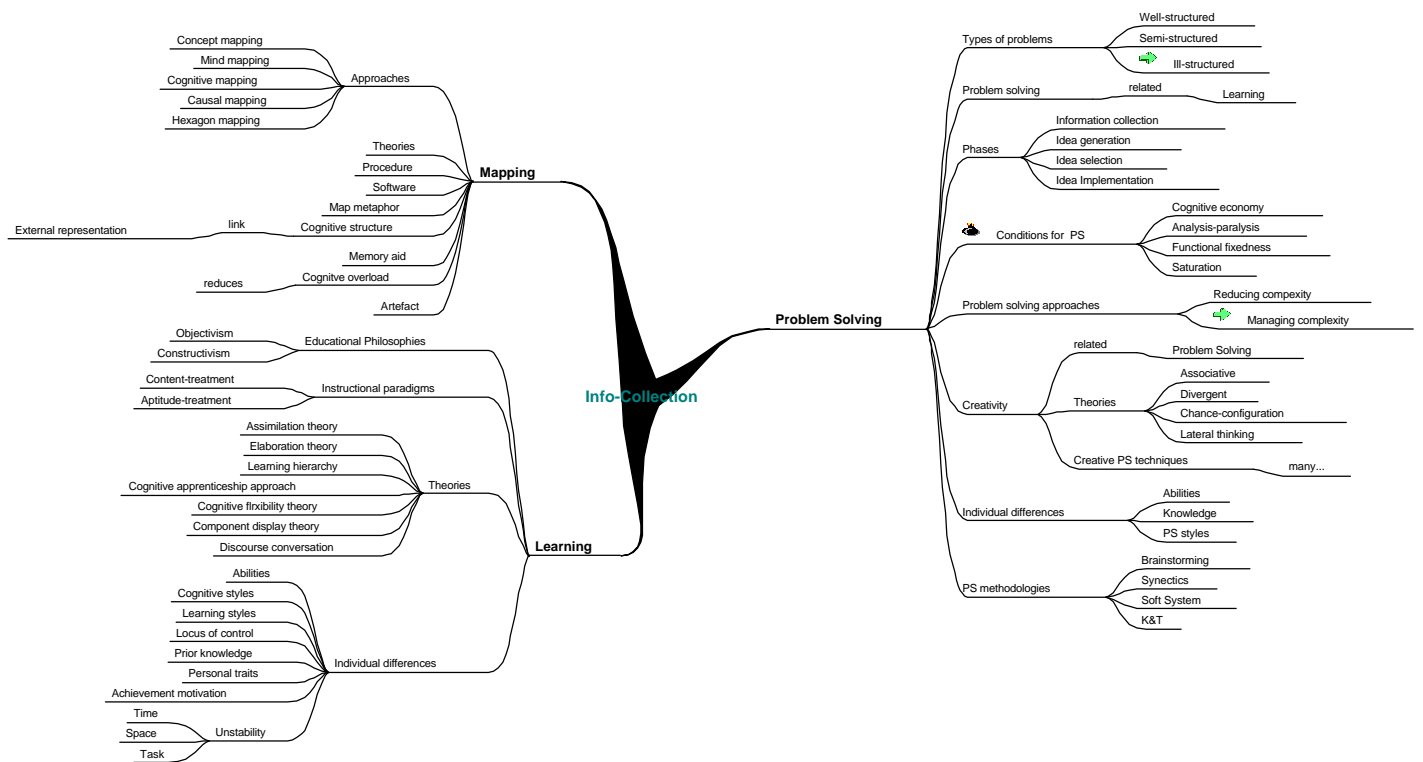 Info-Collection
Mapping
Approaches
Concept mapping
Mind mapping
Cognitive mapping
Causal mapping
Hexagon mapping
Theories
Procedure
Software
Map metaphor
Cognitive structure
link
External representation
Memory aid
Cognitve overload
reduces
Artefact
Learning
Educational Philosophies
Objectivism
Constructivism
Instructional paradigms
Content-treatment
Aptitude-treatment
Theories
Assimilation theory
Elaboration theory
Learning hierarchy
Cognitive apprenticeship approach
Cognitive flrxibility theory
Component display theory
Discourse conversation
Individual differences
Abilities
Cognitive styles
Learning styles
Locus of control
Prior knowledge
Personal traits
Achievement motivation
Unstability
Time
Space
Task
Problem Solving
Types of problems
Well-structured
Semi-structured
Ill-structured
Problem solving
related
Learning
Phases
Information collection
Idea generation
Idea selection
Idea Implementation
Conditions for PS
Cognitive economy
Analysis-paralysis
Functional fixedness
Saturation
Problem solving approaches
Reducing compexity
Managing complexity
Creativity
related
Problem Solving
Theories
Associative
Divergent
Chance-configuration
Lateral thinking
Creative PS techniques
many...
Individual differences
Abilities
Knowledge
PS styles
PS methodologies
Brainstorming
Synectics
Soft System
K&T